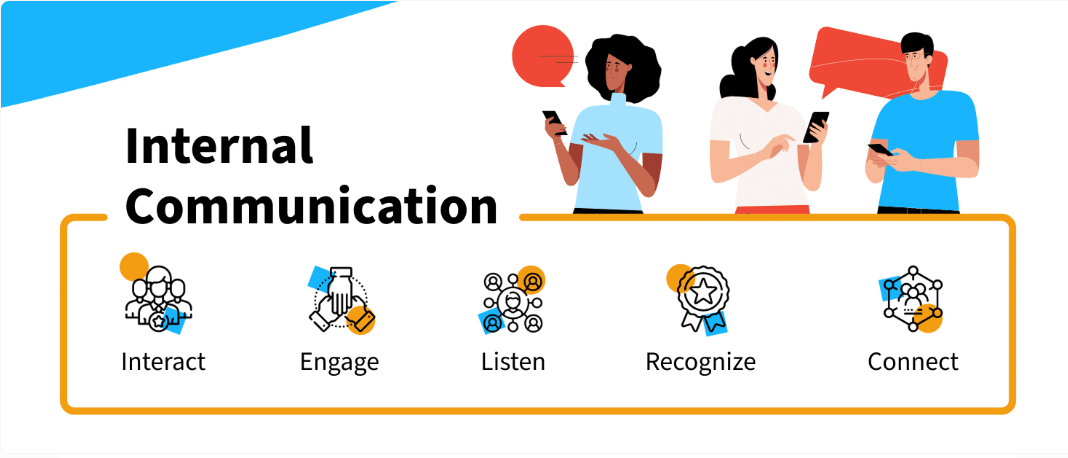 Internal
Communication
Interact
Engage
Listen
Recognize
Connect